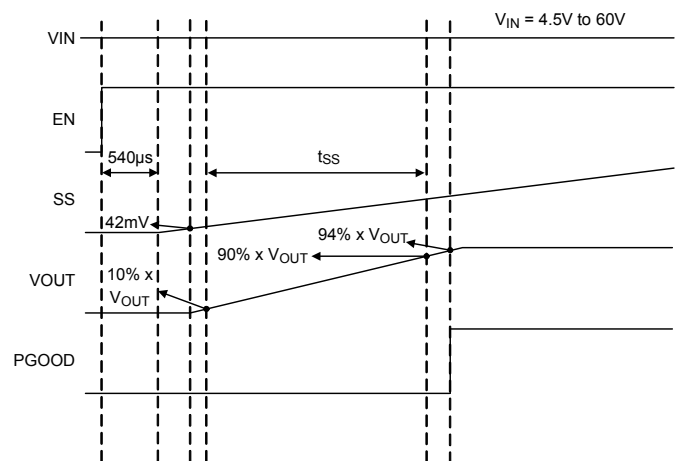 V_IN = 4.5V to 60V
VIN
EN
540µs
t_SS
SS
42mV
94% x V_OUT
90% x V_OUT
10% x
V_OUT
VOUT
PGOOD